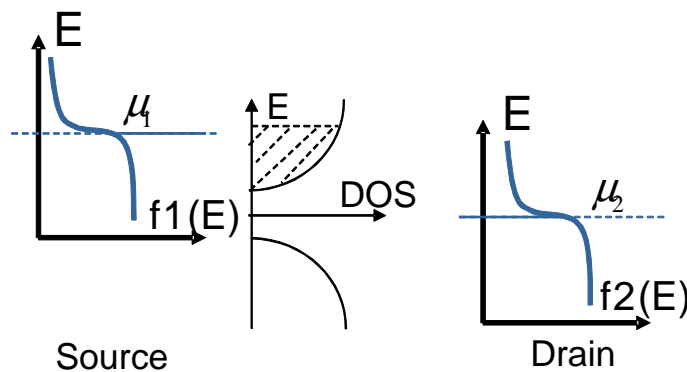 E
μ₁
f1(E)
Source
E
DOS
E
μ₂
f2(E)
Drain